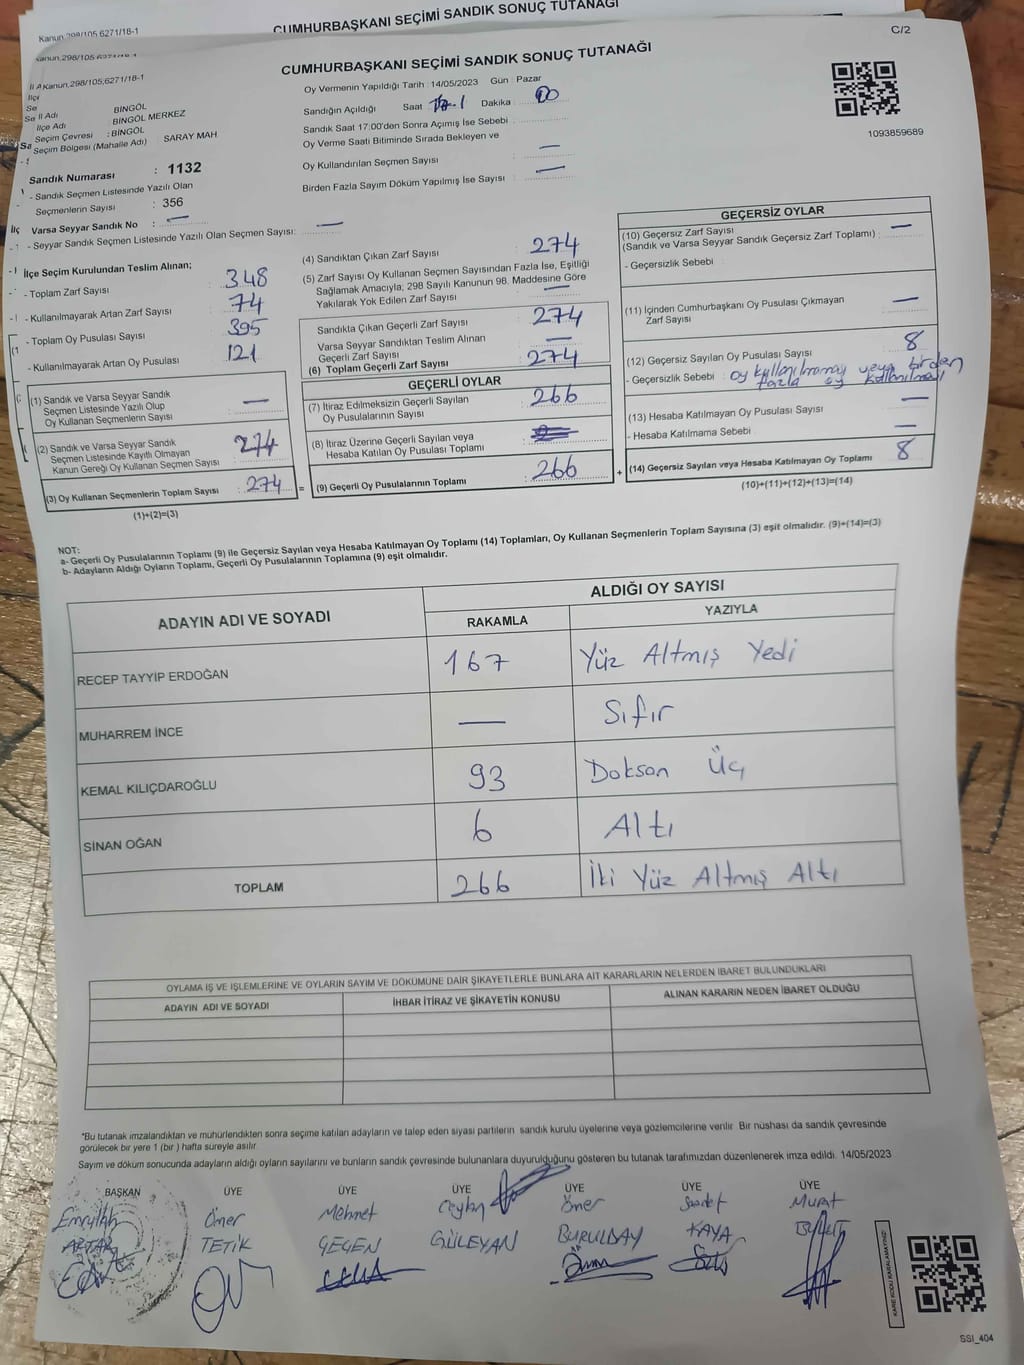 CUMHURBAŞKANI SEÇİMİ SANDIK SONUÇ TUTANAĞI
Kanun.298/105,6271/18-1
C/2
CUMHURBAŞKANI SEÇİMİ SANDIK SONUÇ TUTANAĞI
Kanun.298/105,6271/18-1
İl Adı BİNGÖL
İlçe Adı BİNGÖL MERKEZ
Seçim Çevresi : BİNGÖL
Seçim Bölgesi (Mahalle Adı) SARAY MAH
Sandık Numarası : 1132
- Sandık Seçmen Listesinde Yazılı Olan
Seçmenlerin Sayısı : 356
Varsa Seyyar Sandık No : —
- Seyyar Sandık Seçmen Listesinde Yazılı Olan Seçmen Sayısı: —
Oy Vermenin Yapıldığı Tarih : 14/05/2023 Gün : Pazar
Sandığın Açıldığı Saat Dakika 00
Sandık Saat 17:00'den Sonra Açımış İse Sebebi
Oy Verme Saati Bitiminde Sırada Bekleyen ve
Oy Kullandırılan Seçmen Sayısı : —
Birden Fazla Sayım Döküm Yapılmış İse Sayısı : —
1093859689
İlçe Seçim Kurulundan Teslim Alınan;
- Toplam Zarf Sayısı : 348
- Kullanılmayarak Artan Zarf Sayısı : 74
- Toplam Oy Pusulası Sayısı : 395
- Kullanılmayarak Artan Oy Pusulası : 121
(1) Sandık ve Varsa Seyyar Sandık
Seçmen Listesinde Yazılı Olup
Oy Kullanan Seçmenlerin Sayısı : —
(2) Sandık ve Varsa Seyyar Sandık
Seçmen Listesinde Kayıtlı Olmayan
Kanun Gereği Oy Kullanan Seçmen Sayısı : 274
(3) Oy Kullanan Seçmenlerin Toplam Sayısı : 274 =
(1)+(2)=(3)
(4) Sandıktan Çıkan Zarf Sayısı : 274
(5) Zarf Sayısı Oy Kullanan Seçmen Sayısından Fazla İse, Eşitliği
Sağlamak Amacıyla; 298 Sayılı Kanunun 98. Maddesine Göre
Yakılarak Yok Edilen Zarf Sayısı : —
Sandıkta Çıkan Geçerli Zarf Sayısı : 274
Varsa Seyyar Sandıktan Teslim Alınan
Geçerli Zarf Sayısı : —
(6) Toplam Geçerli Zarf Sayısı : 274
GEÇERLİ OYLAR
(7) İtiraz Edilmeksizin Geçerli Sayılan
Oy Pusulalarının Sayısı : 266
(8) İtiraz Üzerine Geçerli Sayılan veya
Hesaba Katılan Oy Pusulası Toplamı :
(9) Geçerli Oy Pusulalarının Toplamı : 266 +
GEÇERSİZ OYLAR
(10) Geçersiz Zarf Sayısı
(Sandık ve Varsa Seyyar Sandık Geçersiz Zarf Toplamı) : —
- Geçersizlik Sebebi :
(11) İçinden Cumhurbaşkanı Oy Pusulası Çıkmayan
Zarf Sayısı : —
(12) Geçersiz Sayılan Oy Pusulası Sayısı : 8
- Geçersizlik Sebebi : oy kullanılmamay veya birden
fazla oy kullanılması
(13) Hesaba Katılmayan Oy Pusulası Sayısı : —
- Hesaba Katılmama Sebebi : —
(14) Geçersiz Sayılan veya Hesaba Katılmayan Oy Toplamı : 8
(10)+(11)+(12)+(13)=(14)
NOT:
a- Geçerli Oy Pusulalarının Toplamı (9) ile Geçersiz Sayılan veya Hesaba Katılmayan Oy Toplamı (14) Toplamları, Oy Kullanan Seçmenlerin Toplam Sayısına (3) eşit olmalıdır. (9)+(14)=(3)
b- Adayların Aldığı Oyların Toplamı, Geçerli Oy Pusulalarının Toplamına (9) eşit olmalıdır.
ADAYIN ADI VE SOYADI ALDIĞI OY SAYISI
RAKAMLA YAZIYLA
RECEP TAYYİP ERDOĞAN 167 Yüz Altmış Yedi
MUHARREM İNCE — Sıfır
KEMAL KILIÇDAROĞLU 93 Doksan Üç
SİNAN OĞAN 6 Altı
TOPLAM 266 İki Yüz Altmış Altı
OYLAMA İŞ VE İŞLEMLERİNE VE OYLARIN SAYIM VE DÖKÜMÜNE DAİR ŞİKAYETLERLE BUNLARA AİT KARARLARIN NELERDEN İBARET BULUNDUKLARI
ADAYIN ADI VE SOYADI İHBAR İTİRAZ VE ŞİKAYETİN KONUSU ALINAN KARARIN NEDEN İBARET OLDUĞU
*Bu tutanak imzalandıktan ve mühürlendikten sonra seçime katılan adayların ve talep eden siyasi partilerin sandık kurulu üyelerine veya gözlemcilerine verilir. Bir nüshası da sandık çevresinde
görülecek bir yere 1 (bir ) hafta süreyle asılır.
Sayım ve döküm sonucunda adayların aldığı oyların sayılarını ve bunların sandık çevresinde bulunanlara duyurulduğunu gösteren bu tutanak tarafımızdan düzenlenerek imza edildi. 14/05/2023
BAŞKAN ÜYE ÜYE ÜYE ÜYE ÜYE ÜYE
Emrullah Ömer Mehmet Ceylan Ömer Saadet Murat
TETİK GEÇEN GÜLEYAN BURULDAY KAYA
KARE KODU KARALAMAYINIZ!
SSI_404